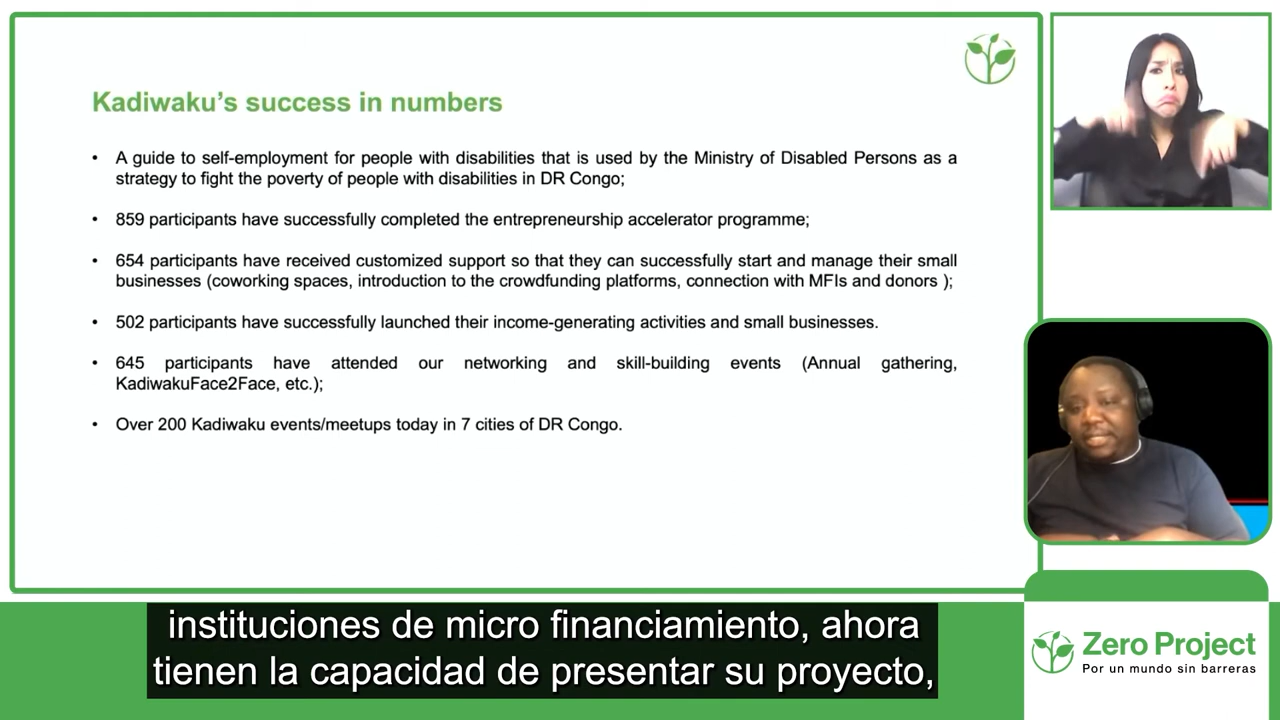 Kadiwaku's success in numbers
• A guide to self-employment for people with disabilities that is used by the Ministry of Disabled Persons as a
strategy to fight the poverty of people with disabilities in DR Congo;
• 859 participants have successfully completed the entrepreneurship accelerator programme;
• 654 participants have received customized support so that they can successfully start and manage their small
businesses (coworking spaces, introduction to the crowdfunding platforms, connection with MFIs and donors );
• 502 participants have successfully launched their income-generating activities and small businesses.
• 645 participants have attended our networking and skill-building events (Annual gathering,
KadiwakuFace2Face, etc.);
• Over 200 Kadiwaku events/meetups today in 7 cities of DR Congo.
instituciones de micro financiamiento, ahora
tienen la capacidad de presentar su proyecto,
Zero Project
Por un mundo sin barreras